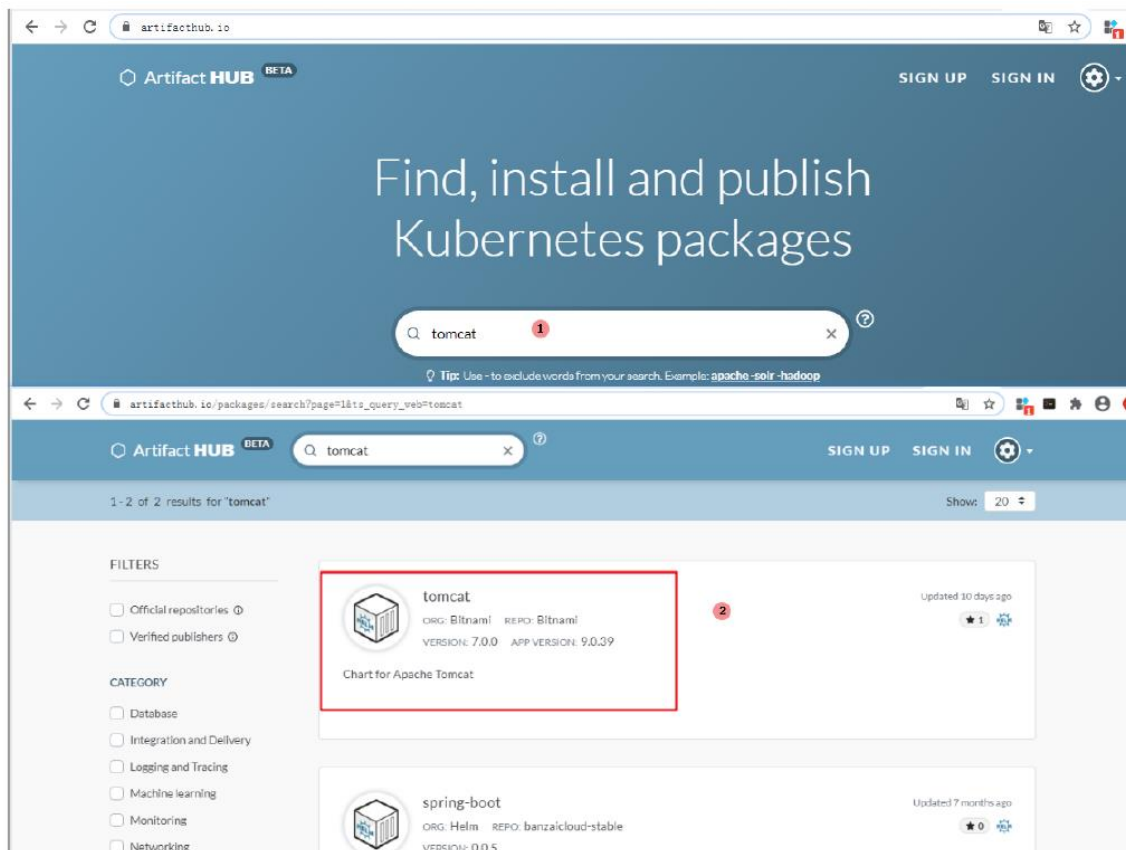 artifacthub.io
Artifact HUB BETA
SIGN UP SIGN IN
Find, install and publish
Kubernetes packages
tomcat 1
Tip: Use - to exclude words from your search. Example: apache -solr -hadoop
artifacthub.io/packages/search?page=1&ts_query_web=tomcat
Artifact HUB BETA
tomcat
SIGN UP SIGN IN
1 - 2 of 2 results for "tomcat"
Show: 20
FILTERS
Official repositories
Verified publishers
CATEGORY
Database
Integration and Delivery
Logging and Tracing
Machine learning
Monitoring
Networking
tomcat
ORG: Bitnami REPO: Bitnami
VERSION: 7.0.0 APP VERSION: 9.0.39
Chart for Apache Tomcat
2
Updated 10 days ago
★ 1
spring-boot
ORG: Helm REPO: banzaicloud-stable
VERSION: 0.0.5
Updated 7 months ago
★ 0